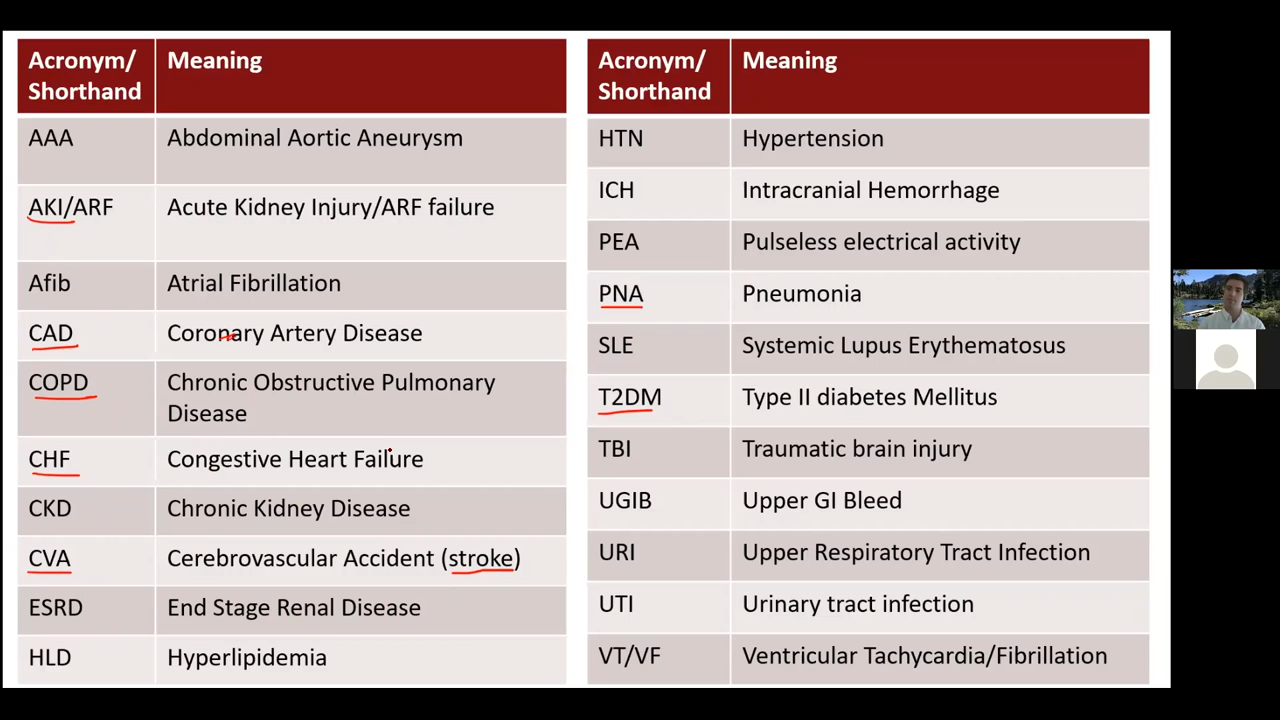 Acronym/
Shorthand
Meaning
AAA
Abdominal Aortic Aneurysm
AKI/ARF
Acute Kidney Injury/ARF failure
Afib
Atrial Fibrillation
CAD
Coronary Artery Disease
COPD
Chronic Obstructive Pulmonary
Disease
CHF
Congestive Heart Failure
CKD
Chronic Kidney Disease
CVA
Cerebrovascular Accident (stroke)
ESRD
End Stage Renal Disease
HLD
Hyperlipidemia
Acronym/
Shorthand
Meaning
HTN
Hypertension
ICH
Intracranial Hemorrhage
PEA
Pulseless electrical activity
PNA
Pneumonia
SLE
Systemic Lupus Erythematosus
T2DM
Type II diabetes Mellitus
TBI
Traumatic brain injury
UGIB
Upper GI Bleed
URI
Upper Respiratory Tract Infection
UTI
Urinary tract infection
VT/VF
Ventricular Tachycardia/Fibrillation